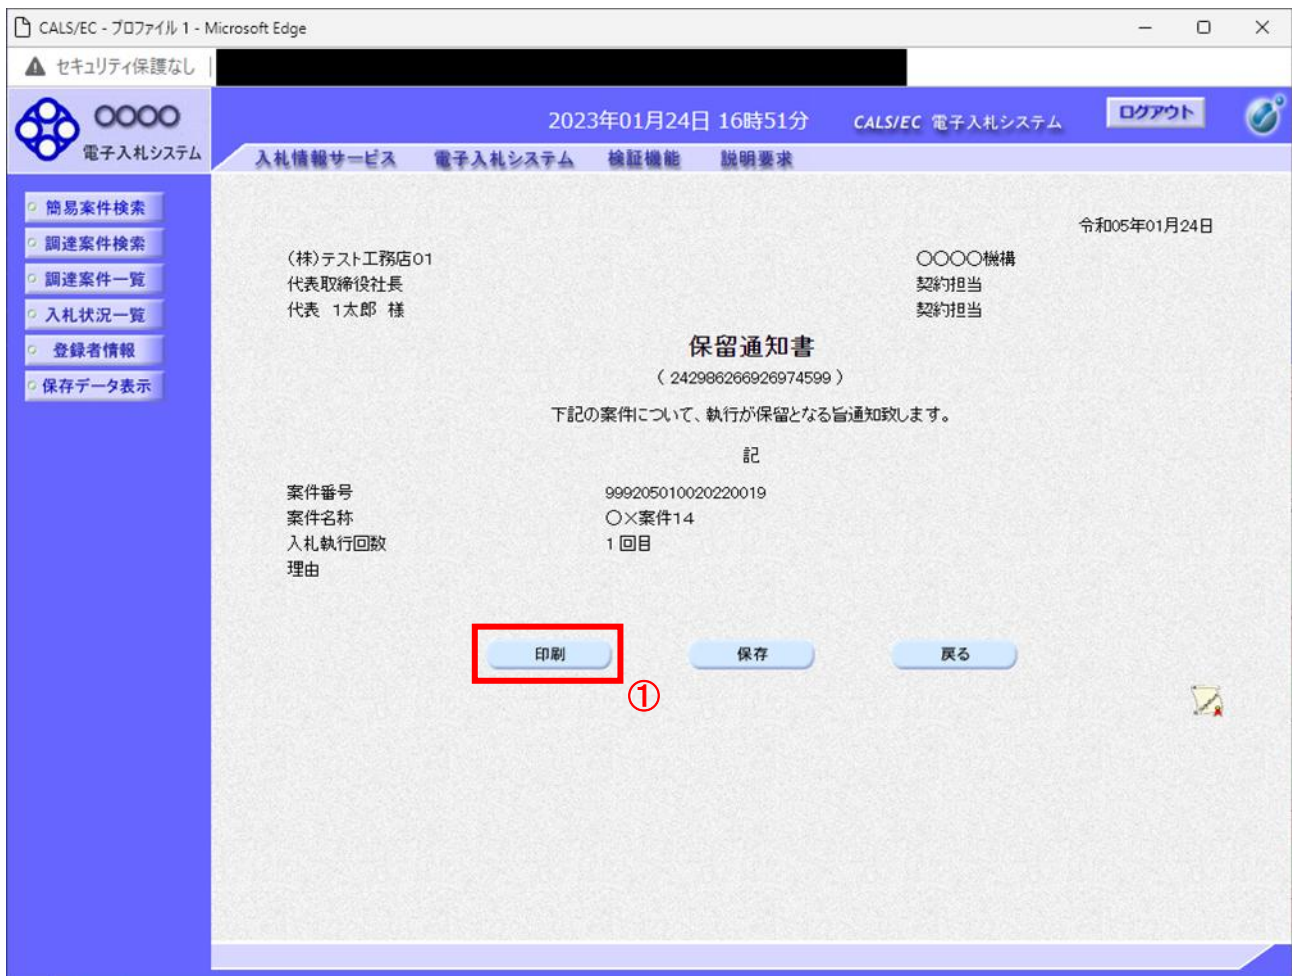 CALS/EC - プロファイル 1 - Microsoft Edge
セキュリティ保護なし
〇〇〇〇
電子入札システム
2023年01月24日 16時51分
CALS/EC 電子入札システム
ログアウト
入札情報サービス 電子入札システム 検証機能 説明要求
簡易案件検索
調達案件検索
調達案件一覧
入札状況一覧
登録者情報
保存データ表示
令和05年01月24日
(株)テスト工務店01
代表取締役社長
代表 1太郎 様
〇〇〇〇機構
契約担当
契約担当
保留通知書
( 242986266926974599 )
下記の案件について、執行が保留となる旨通知致します。
記
案件番号 999205010020220019
案件名称 〇×案件14
入札執行回数 1回目
理由
印刷 保存 戻る
①